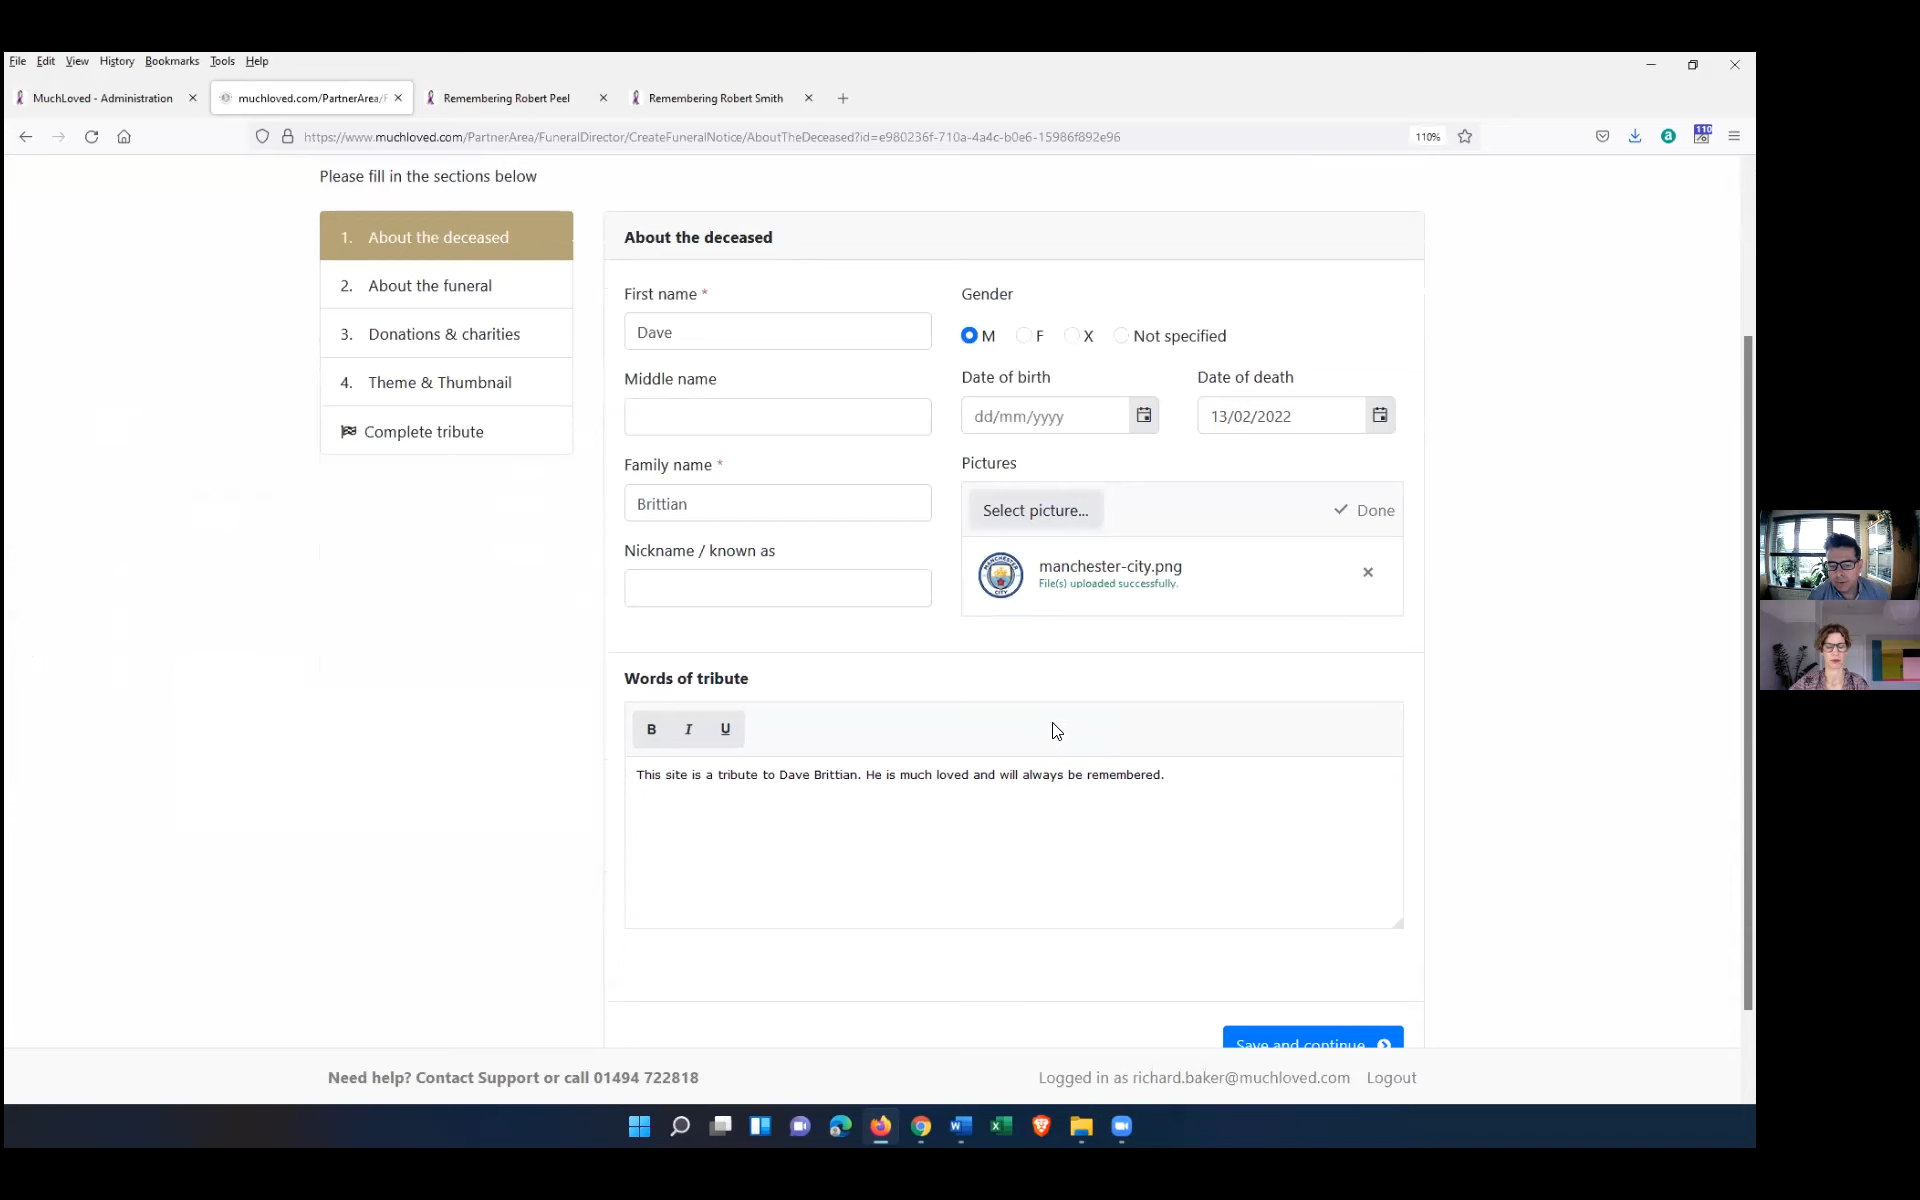 File Edit View History Bookmarks Tools Help
MuchLoved - Administration
muchloved.com/PartnerArea/F
Remembering Robert Peel
Remembering Robert Smith
https://www.muchloved.com/PartnerArea/FuneralDirector/CreateFuneralNotice/AboutTheDeceased?id=e980236f-710a-4a4c-b0e6-15986f892e96
110%
110
Please fill in the sections below
1. About the deceased
2. About the funeral
3. Donations & charities
4. Theme & Thumbnail
Complete tribute
About the deceased
First name *
Dave
Middle name
Family name *
Brittian
Nickname / known as
Gender
M F X Not specified
Date of birth
dd/mm/yyyy
Date of death
13/02/2022
Pictures
Select picture...
Done
MANCHESTER CITY
manchester-city.png
File(s) uploaded successfully.
Words of tribute
B I U
This site is a tribute to Dave Brittian. He is much loved and will always be remembered.
Save and continue
Need help? Contact Support or call 01494 722818
Logged in as richard.baker@muchloved.com Logout